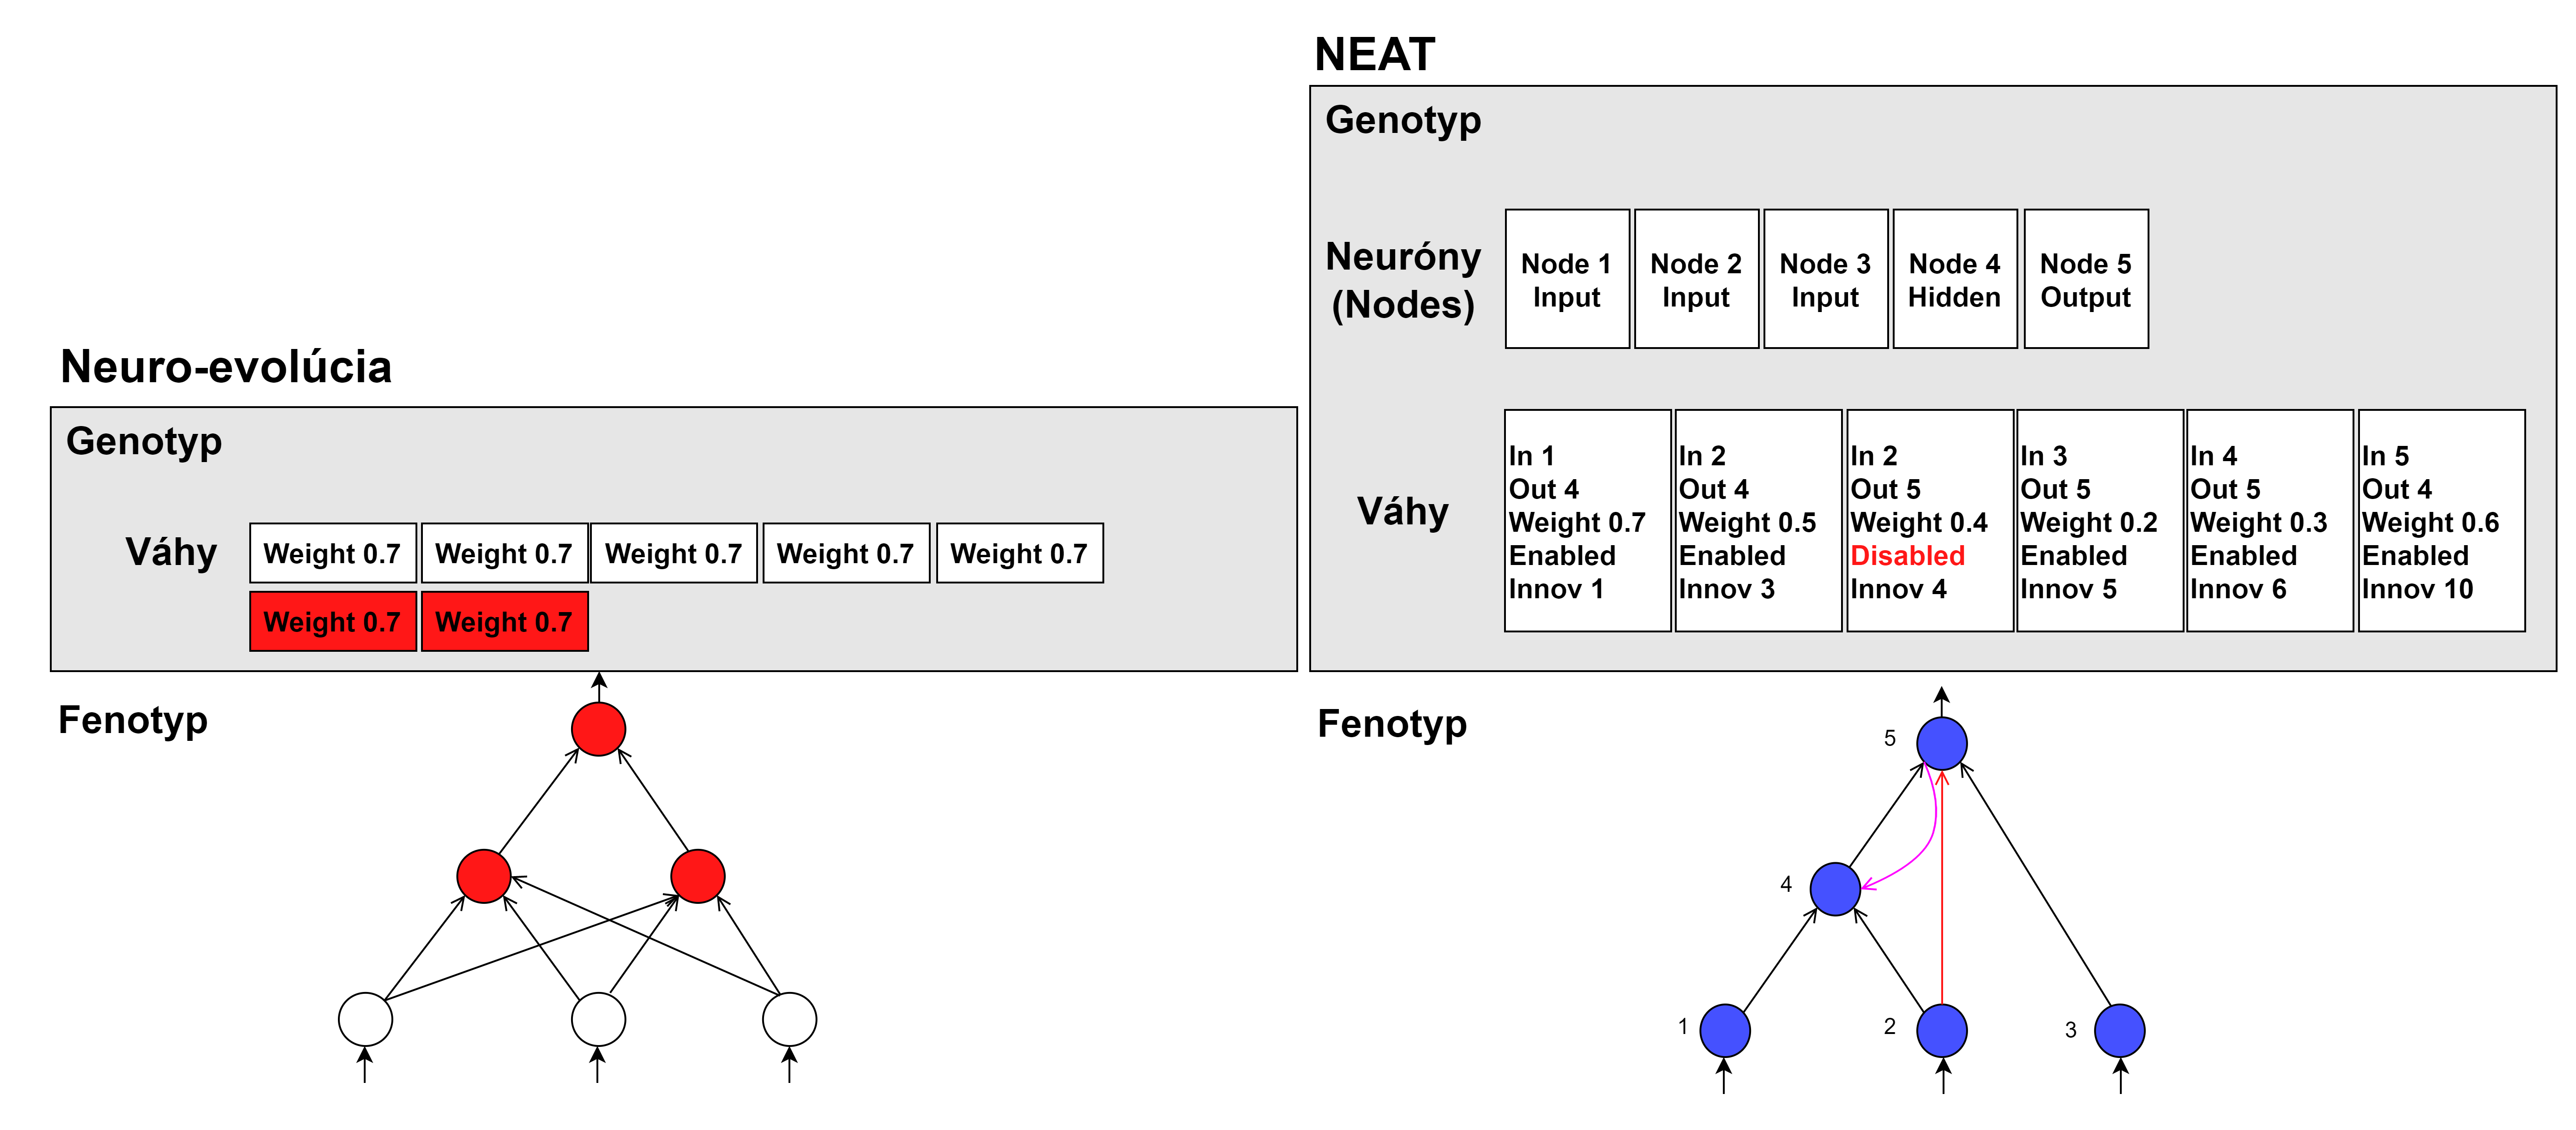 Neuro-evolúcia
Genotyp
Váhy
Weight 0.7
Weight 0.7
Weight 0.7
Weight 0.7
Weight 0.7
Weight 0.7
Weight 0.7
Fenotyp
NEAT
Genotyp
Neuróny
(Nodes)
Node 1
Input
Node 2
Input
Node 3
Input
Node 4
Hidden
Node 5
Output
Váhy
In 1
Out 4
Weight 0.7
Enabled
Innov 1
In 2
Out 4
Weight 0.5
Enabled
Innov 3
In 2
Out 5
Weight 0.4
Disabled
Innov 4
In 3
Out 5
Weight 0.2
Enabled
Innov 5
In 4
Out 5
Weight 0.3
Enabled
Innov 6
In 5
Out 4
Weight 0.6
Enabled
Innov 10
Fenotyp
5
4
1
2
3